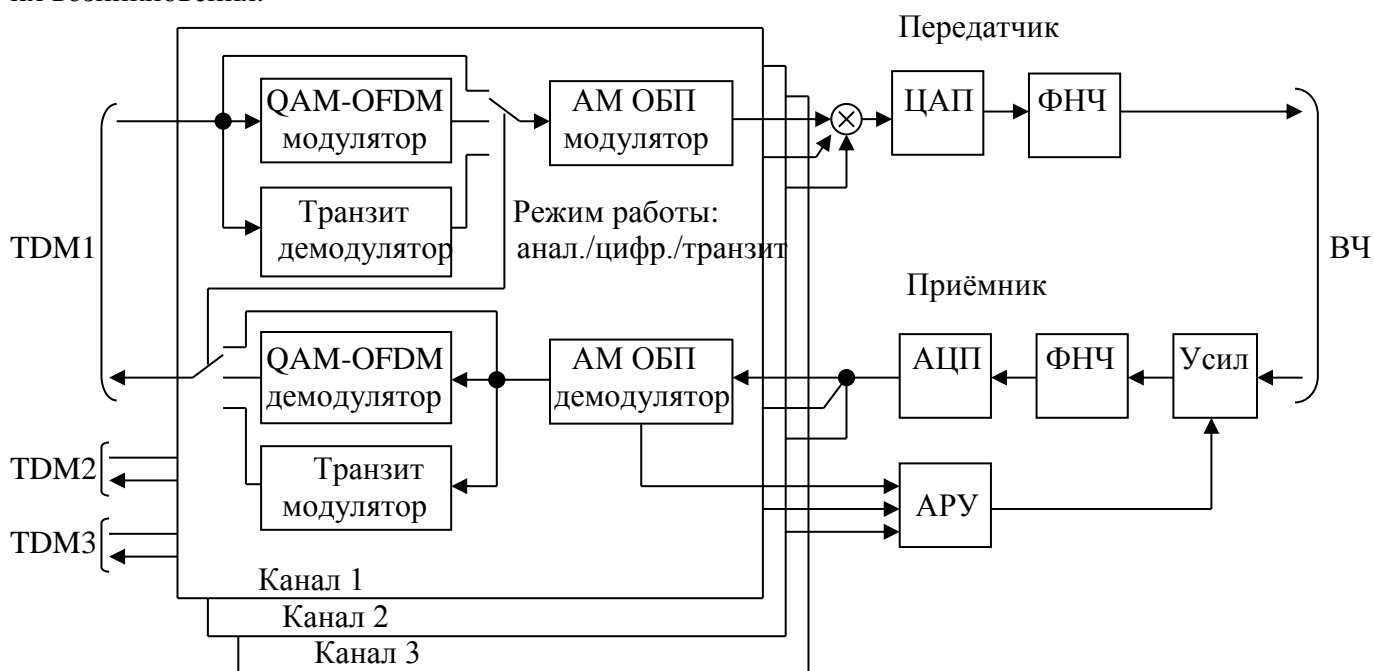 их возникновения.
Передатчик
QAM-OFDM
модулятор
АМ ОБП
модулятор
ЦАП
ФНЧ
Транзит
демодулятор
Режим работы:
анал./цифр./транзит
TDM1
ВЧ
Приёмник
QAM-OFDM
демодулятор
АМ ОБП
демодулятор
АЦП
ФНЧ
Усил
TDM2
Транзит
модулятор
АРУ
TDM3
Канал 1
Канал 2
Канал 3